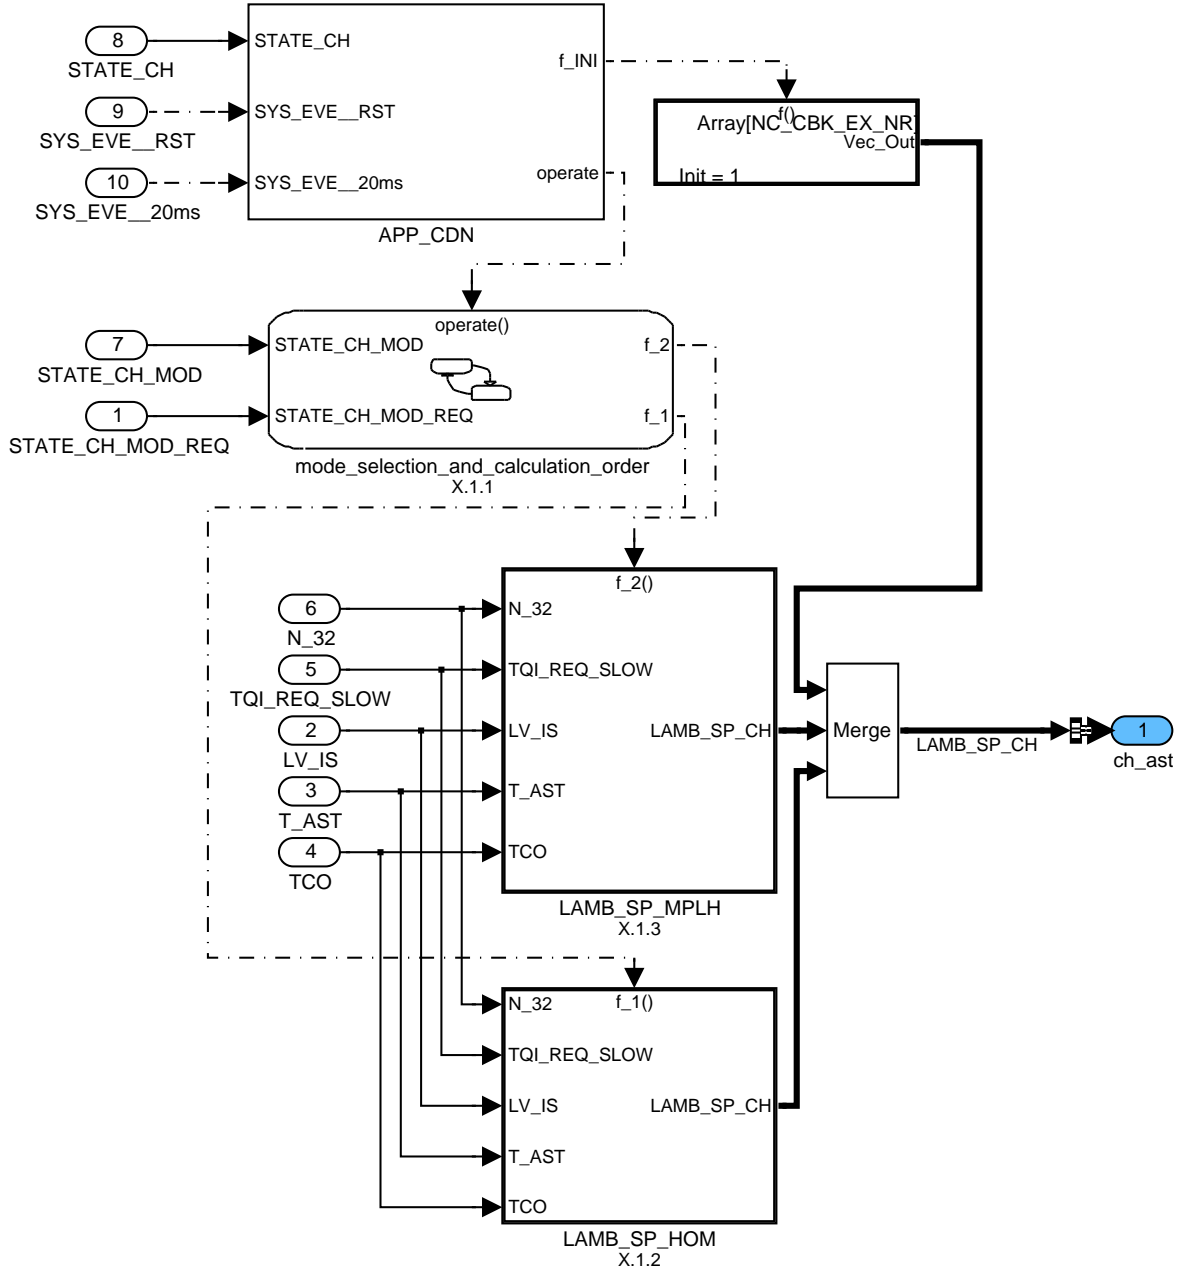 8
STATE_CH
STATE_CH
f_INI
9
SYS_EVE__RST
SYS_EVE__RST
10
SYS_EVE__20ms
SYS_EVE__20ms
operate
APP_CDN
f()
Array[NC_CBK_EX_NR]
Vec_Out
Init = 1
operate()
7
STATE_CH_MOD
STATE_CH_MOD
f_2
1
STATE_CH_MOD_REQ
STATE_CH_MOD_REQ
f_1
mode_selection_and_calculation_order
X.1.1
f_2()
6
N_32
N_32
5
TQI_REQ_SLOW
TQI_REQ_SLOW
2
LV_IS
LV_IS
LAMB_SP_CH
3
T_AST
T_AST
4
TCO
TCO
LAMB_SP_MPLH
X.1.3
Merge
LAMB_SP_CH
1
ch_ast
f_1()
N_32
TQI_REQ_SLOW
LV_IS
LAMB_SP_CH
T_AST
TCO
LAMB_SP_HOM
X.1.2